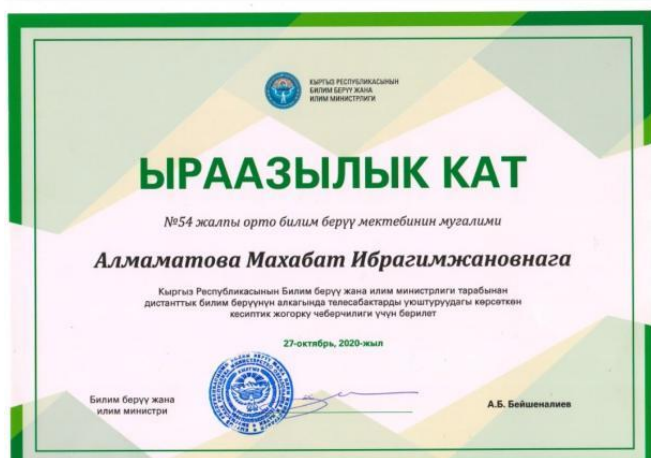 КЫРГЫЗ РЕСПУБЛИКАСЫНЫН
БИЛИМ БЕРҮҮ ЖАНА
ИЛИМ МИНИСТРЛИГИ
ЫРААЗЫЛЫК КАТ
№54 жалпы орто билим берүү мектебинин мугалими
Алмаматова Махабат Ибрагимжановнага
Кыргыз Республикасынын Билим берүү жана илим министрлиги тарабынан
дистанттык билим берүүнүн алкагында телесабактарды уюштуруудагы көрсөткөн
кесиптик жогорку чеберчилиги үчүн берилет
27-октябрь, 2020-жыл
Билим берүү жана
илим министри
А.Б. Бейшеналиев